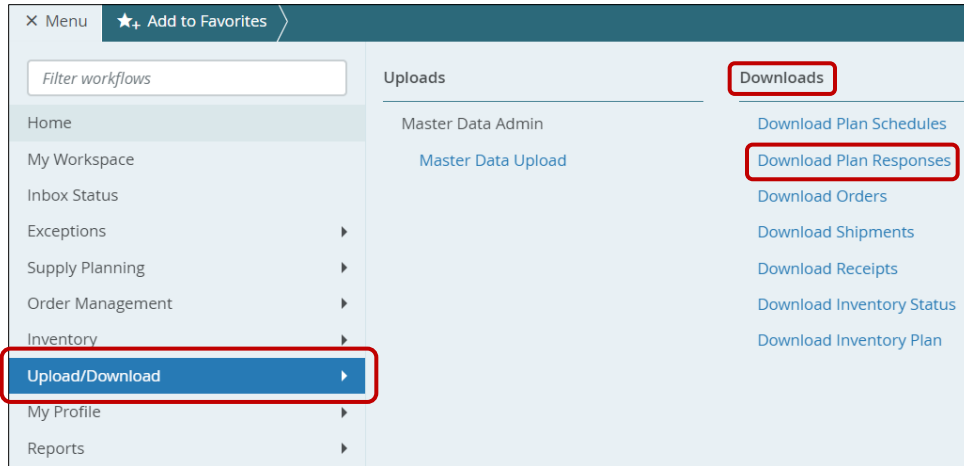 × Menu
Add to Favorites
Filter workflows
Home
My Workspace
Inbox Status
Exceptions
Supply Planning
Order Management
Inventory
Upload/Download
My Profile
Reports
Uploads
Master Data Admin
Master Data Upload
Downloads
Download Plan Schedules
Download Plan Responses
Download Orders
Download Shipments
Download Receipts
Download Inventory Status
Download Inventory Plan